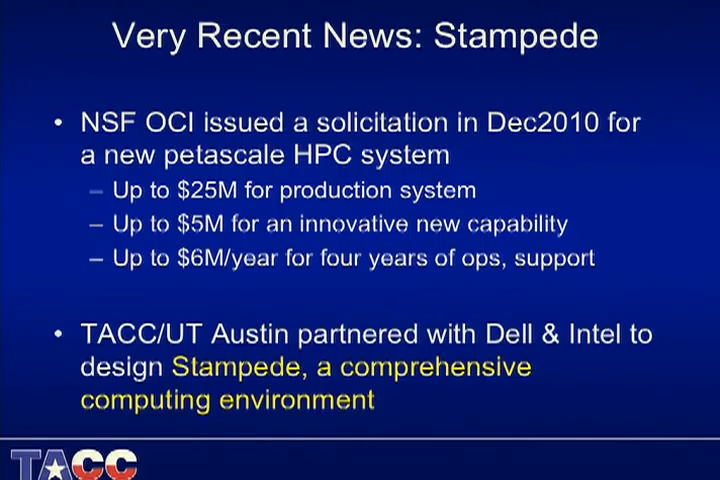 Very Recent News: Stampede
• NSF OCI issued a solicitation in Dec2010 for
a new petascale HPC system
– Up to $25M for production system
– Up to $5M for an innovative new capability
– Up to $6M/year for four years of ops, support
• TACC/UT Austin partnered with Dell & Intel to
design Stampede, a comprehensive
computing environment
TACC